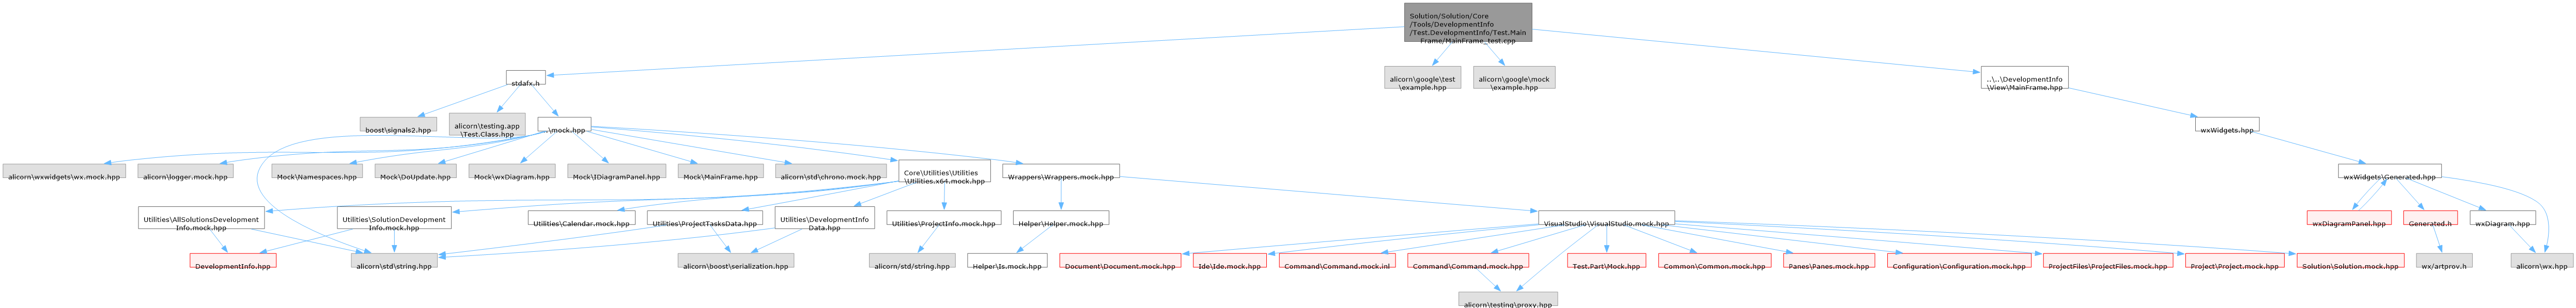 Solution/Solution/Core
/Tools/DevelopmentInfo
/Test.DevelopmentInfo/Test.Main
Frame/MainFrame_test.cpp
stdafx.h
alicorn\google\test
\example.hpp
alicorn\google\mock
\example.hpp
..\..\DevelopmentInfo
\View\MainFrame.hpp
boost\signals2.hpp
alicorn\testing.app
\Test.Class.hpp
..\mock.hpp
wxWidgets.hpp
alicorn\wxwidgets\wx.mock.hpp
alicorn\logger.mock.hpp
Mock\Namespaces.hpp
Mock\DoUpdate.hpp
Mock\wxDiagram.hpp
Mock\IDiagramPanel.hpp
Mock\MainFrame.hpp
alicorn\std\chrono.mock.hpp
Core\Utilities\Utilities
\Utilities.x64.mock.hpp
Wrappers\Wrappers.mock.hpp
wxWidgets\Generated.hpp
Utilities\AllSolutionsDevelopment
Info.mock.hpp
Utilities\SolutionDevelopment
Info.mock.hpp
Utilities\Calendar.mock.hpp
Utilities\ProjectTasksData.hpp
Utilities\DevelopmentInfo
Data.hpp
Utilities\ProjectInfo.mock.hpp
Helper\Helper.mock.hpp
VisualStudio\VisualStudio.mock.hpp
wxDiagramPanel.hpp
Generated.h
wxDiagram.hpp
DevelopmentInfo.hpp
alicorn\std\string.hpp
alicorn\boost\serialization.hpp
alicorn/std/string.hpp
Helper\Is.mock.hpp
Document\Document.mock.hpp
Ide\Ide.mock.hpp
Command\Command.mock.inl
Command\Command.mock.hpp
Test.Part\Mock.hpp
Common\Common.mock.hpp
Panes\Panes.mock.hpp
Configuration\Configuration.mock.hpp
ProjectFiles\ProjectFiles.mock.hpp
Project\Project.mock.hpp
Solution\Solution.mock.hpp
wx/artprov.h
alicorn\wx.hpp
alicorn\testing\proxy.hpp